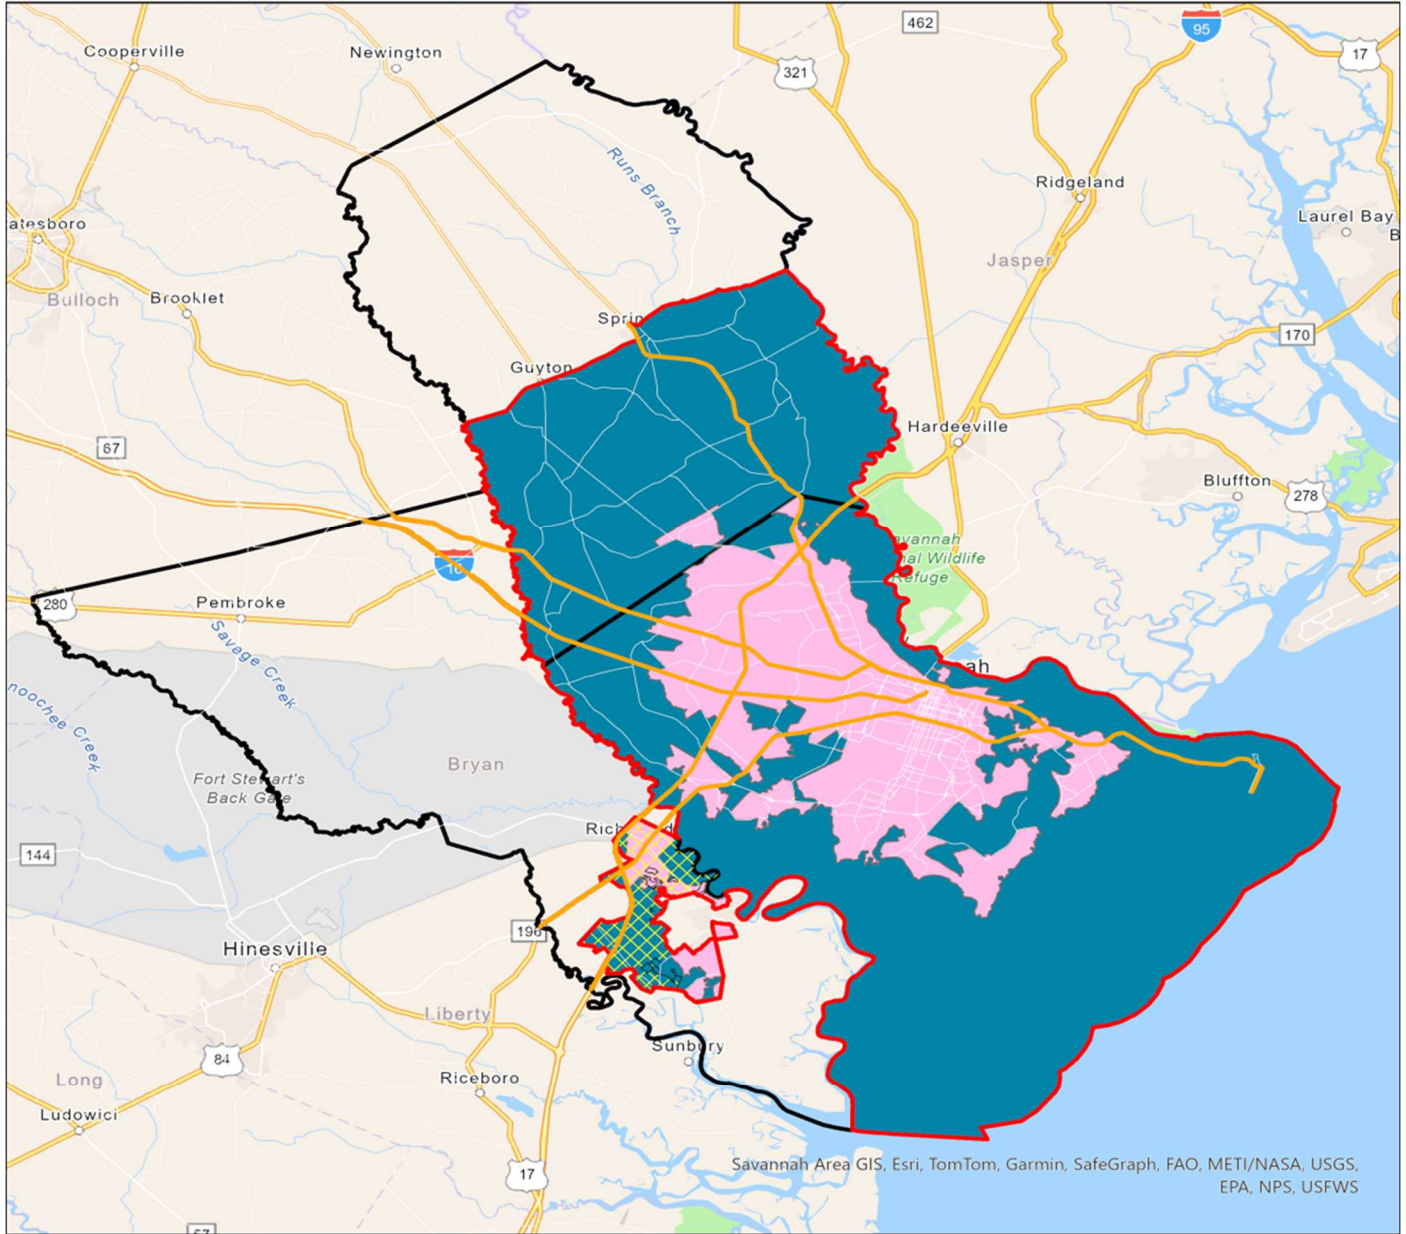 462
95
17
Cooperville
Newington
321
Runs Branch
Ridgeland
atesboro
Laurel Bay
B
Jasper
Bulloch
Brooklet
Sprin
170
Guyton
Hardeeville
67
Bluffton
278
avannah
nal Wildlife
Refuge
16
280
Pembroke
Savage Creek
ah
noochee Creek
Bryan
Fort Stewart's
Back Gate
Rich
d
144
196
Hinesville
Liberty
Sunbury
84
Long
Riceboro
Ludowici
17
Savannah Area GIS, Esri, TomTom, Garmin, SafeGraph, FAO, METI/NASA, USGS,
EPA, NPS, USFWS
57